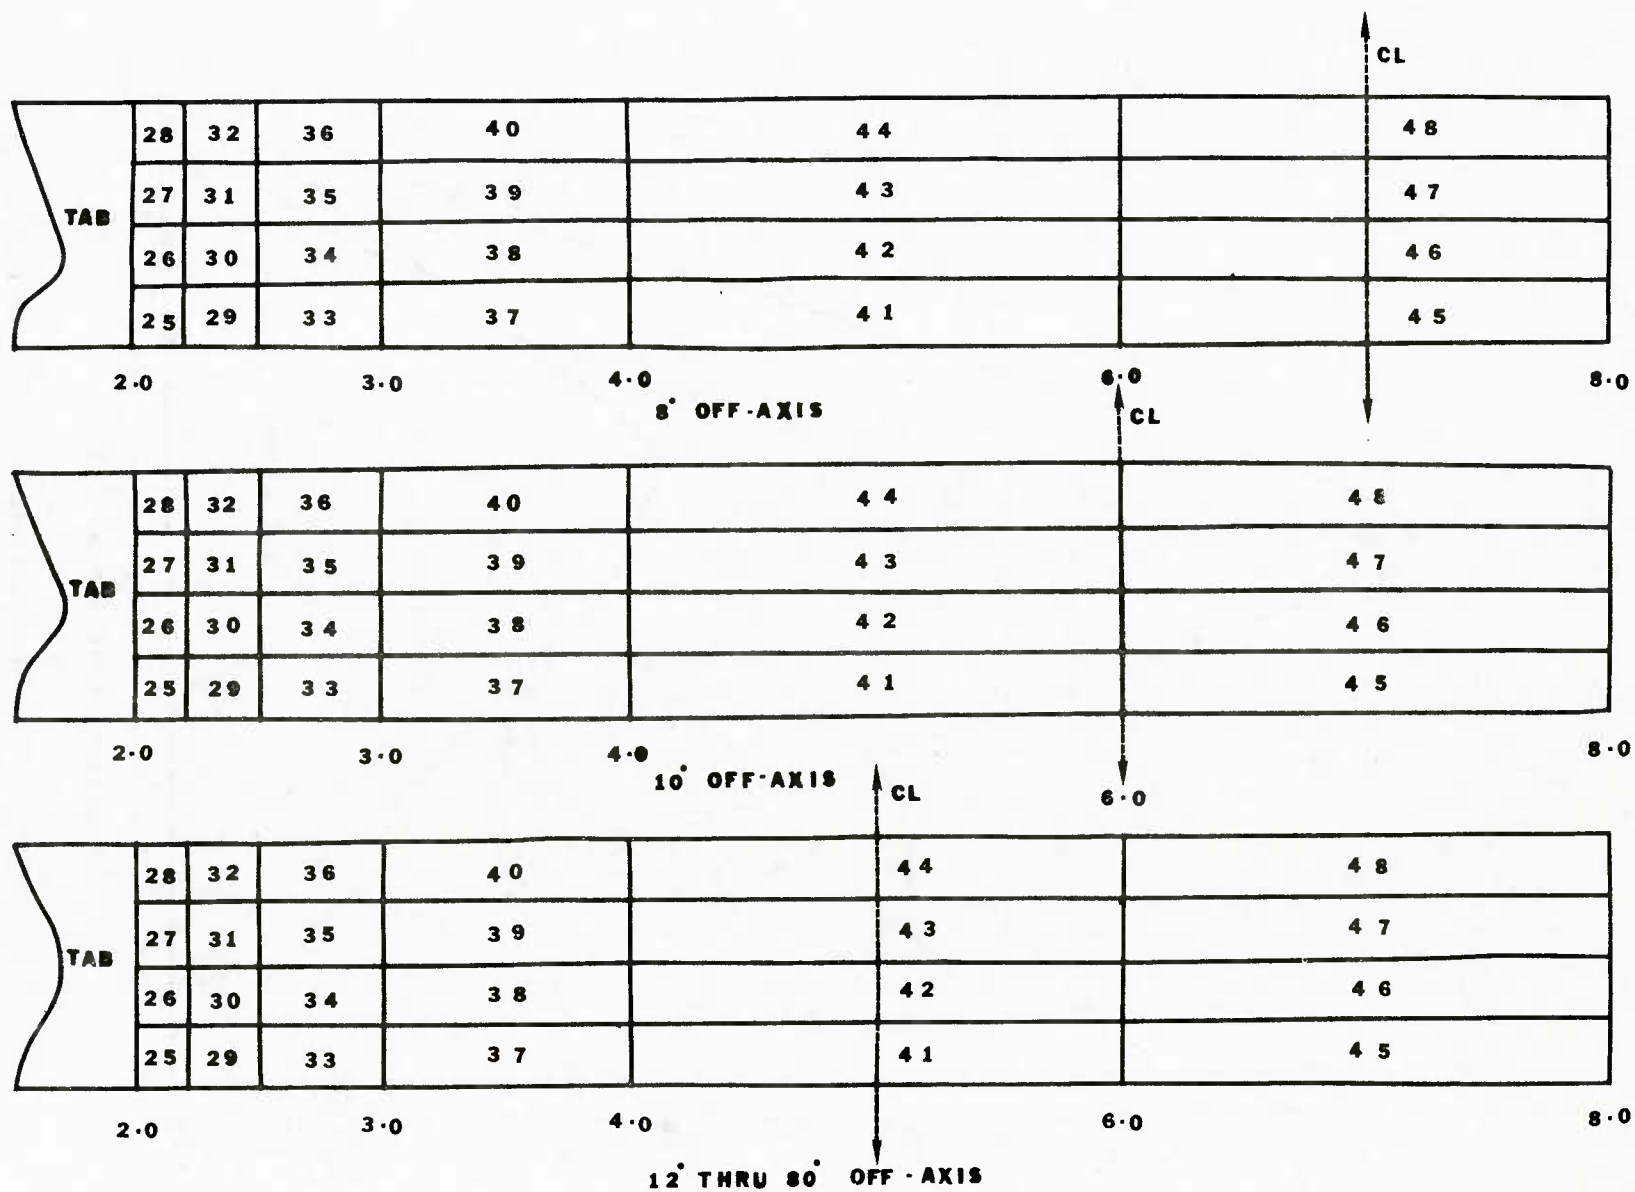 CL
28 32 36 40 44 48
27 31 35 39 43 47
TAB
26 30 34 38 42 46
25 29 33 37 41 45
2.0 3.0 4.0 6.0 8.0
8° OFF-AXIS
CL
28 32 36 40 44 48
27 31 35 39 43 47
TAB
26 30 34 38 42 46
25 29 33 37 41 45
2.0 3.0 4.0 6.0 8.0
10° OFF-AXIS
CL
28 32 36 40 44 48
27 31 35 39 43 47
TAB
26 30 34 38 42 46
25 29 33 37 41 45
2.0 3.0 4.0 6.0 8.0
12° THRU 80° OFF-AXIS